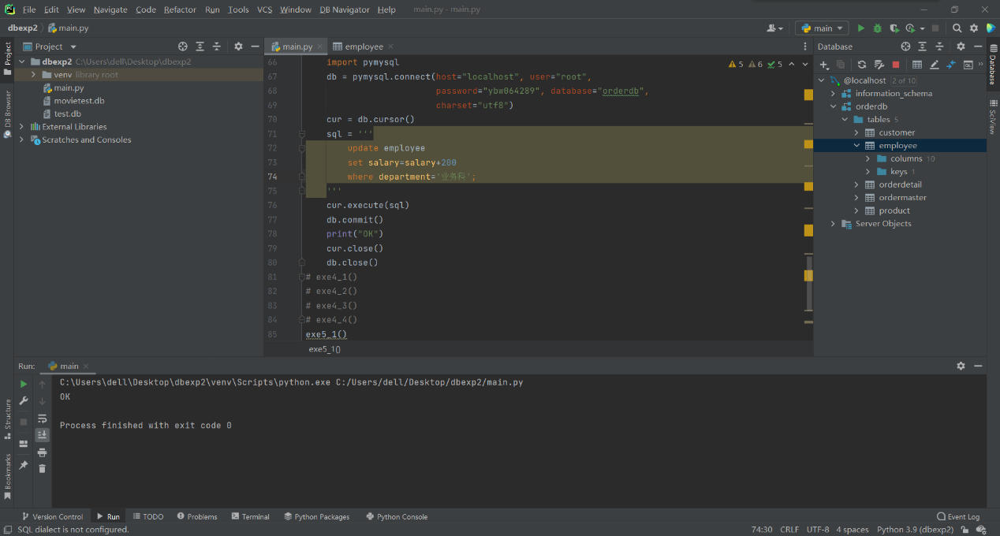 File Edit View Navigate Code Refactor Run Tools VCS Window DB Navigator Help main.py - main.py
dbexp2 main.py main
Project
main.py employee
Database
dbexp2 C:\Users\dell\Desktop\dbexp2
venv library root
main.py
movietest.db
test.db
External Libraries
Scratches and Consoles
Project
DB Browser
66 import pymysql
67 db = pymysql.connect(host="localhost", user="root",
68 password="ybw064289", database="orderdb",
69 charset="utf8")
70 cur = db.cursor()
71 sql = '''
72 update employee
73 set salary=salary+200
74 where department='业务科';
75 '''
76 cur.execute(sql)
77 db.commit()
78 print("OK")
79 cur.close()
80 db.close()
81 # exe4_1()
82 # exe4_2()
83 # exe4_3()
84 # exe4_4()
85 exe5_1()
exe5_1()
5 6 5
@localhost 2 of 10
information_schema
orderdb
tables 5
customer
employee
columns 10
keys 1
orderdetail
ordermaster
product
Server Objects
Database
SciView
Run: main
C:\Users\dell\Desktop\dbexp2\venv\Scripts\python.exe C:/Users/dell/Desktop/dbexp2/main.py
OK
Process finished with exit code 0
Structure
Bookmarks
Version Control Run TODO Problems Terminal Python Packages Python Console Event Log
SQL dialect is not configured. 74:30 CRLF UTF-8 4 spaces Python 3.9 (dbexp2)